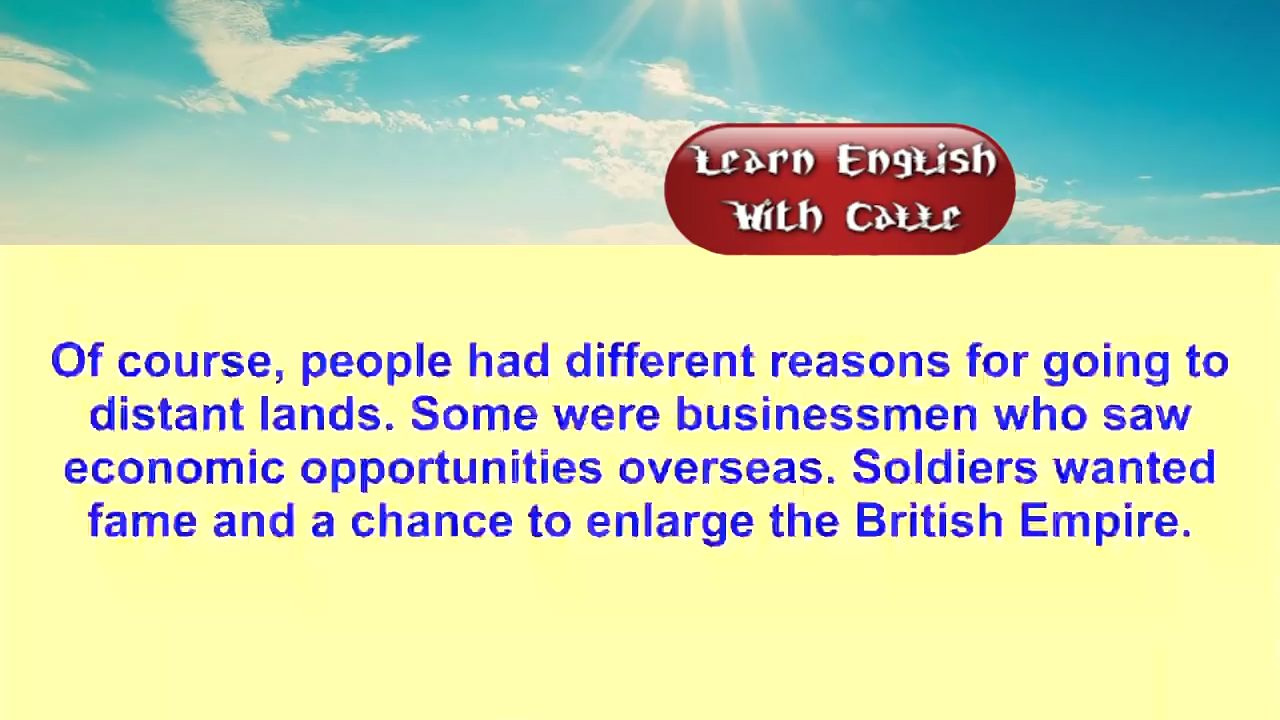 Learn English
With Calle
Of course, people had different reasons for going to
distant lands. Some were businessmen who saw
economic opportunities overseas. Soldiers wanted
fame and a chance to enlarge the British Empire.